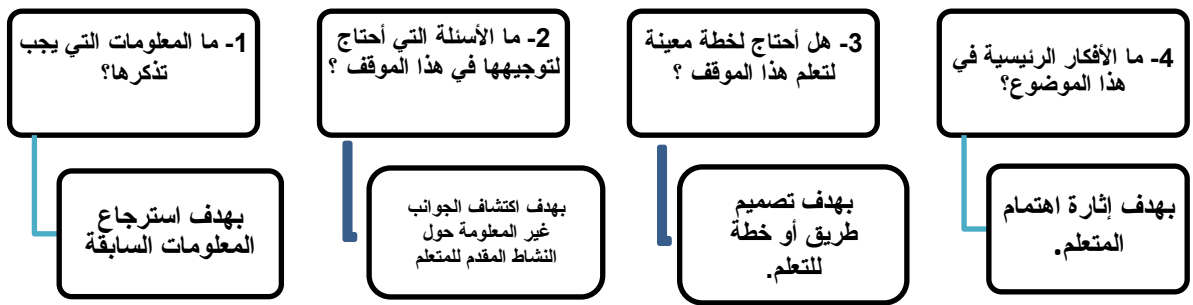 1- ما المعلومات التي يجب
تذكرها؟
بهدف استرجاع
المعلومات السابقة
2- ما الأسئلة التي أحتاج
لتوجيهها في هذا الموقف ؟
بهدف اكتشاف الجوانب
غير المعلومة حول
النشاط المقدم للمتعلم
3- هل أحتاج لخطة معينة
لتعلم هذا الموقف ؟
بهدف تصميم
طريق أو خطة
للتعلم.
4- ما الأفكار الرئيسية في
هذا الموضوع؟
بهدف إثارة اهتمام
المتعلم.